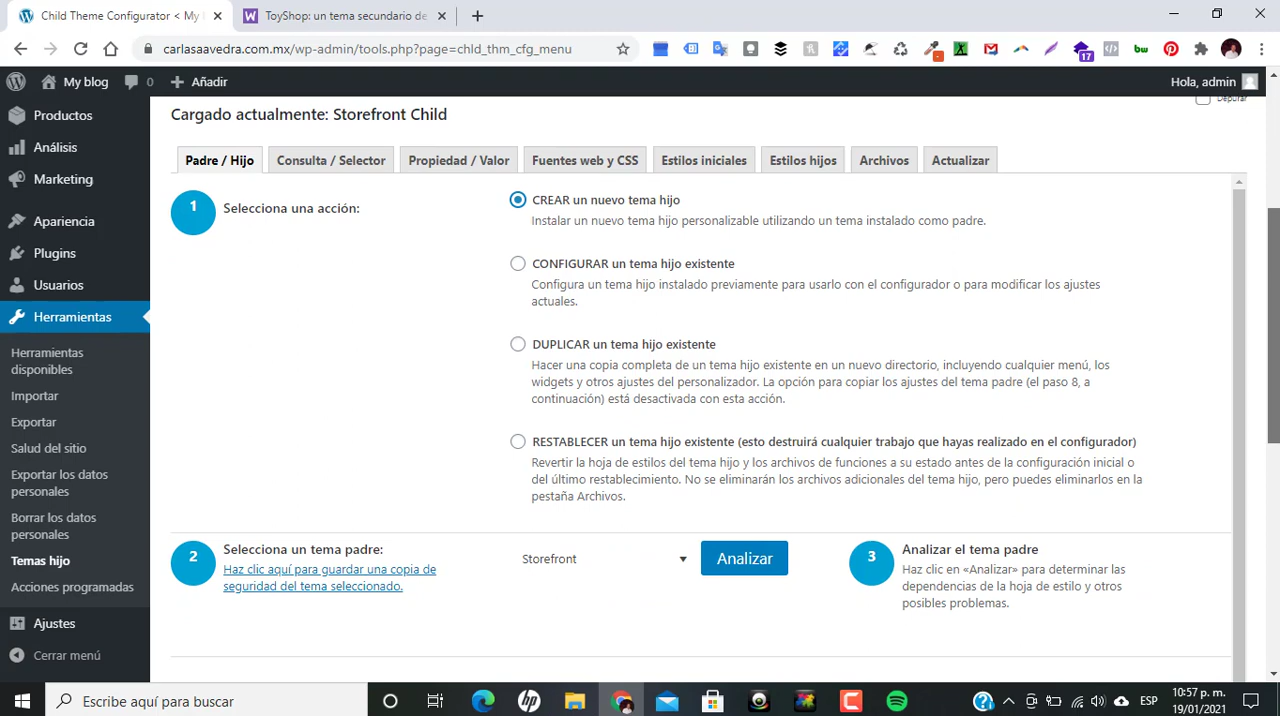 Child Theme Configurator < My
ToyShop: un tema secundario de
carlasaavedra.com.mx/wp-admin/tools.php?page=chld_thm_cfg_menu
17
bw
My blog
0
Añadir
Hola, admin
Productos
Análisis
Marketing
Apariencia
Plugins
Usuarios
Herramientas
Herramientas
disponibles
Importar
Exportar
Salud del sitio
Exportar los datos
personales
Borrar los datos
personales
Temas hijo
Acciones programadas
Ajustes
Cerrar menú
Depurar
Cargado actualmente: Storefront Child
Padre / Hijo
Consulta / Selector
Propiedad / Valor
Fuentes web y CSS
Estilos iniciales
Estilos hijos
Archivos
Actualizar
1
Selecciona una acción:
CREAR un nuevo tema hijo
Instalar un nuevo tema hijo personalizable utilizando un tema instalado como padre.
CONFIGURAR un tema hijo existente
Configura un tema hijo instalado previamente para usarlo con el configurador o para modificar los ajustes
actuales.
DUPLICAR un tema hijo existente
Hacer una copia completa de un tema hijo existente en un nuevo directorio, incluyendo cualquier menú, los
widgets y otros ajustes del personalizador. La opción para copiar los ajustes del tema padre (el paso 8, a
continuación) está desactivada con esta acción.
RESTABLECER un tema hijo existente (esto destruirá cualquier trabajo que hayas realizado en el configurador)
Revertir la hoja de estilos del tema hijo y los archivos de funciones a su estado antes de la configuración inicial o
del último restablecimiento. No se eliminarán los archivos adicionales del tema hijo, pero puedes eliminarlos en la
pestaña Archivos.
2
Selecciona un tema padre:
Haz clic aquí para guardar una copia de
seguridad del tema seleccionado.
Storefront
Analizar
3
Analizar el tema padre
Haz clic en «Analizar» para determinar las
dependencias de la hoja de estilo y otros
posibles problemas.
Escribe aquí para buscar
ESP
10:57 p. m.
19/01/2021